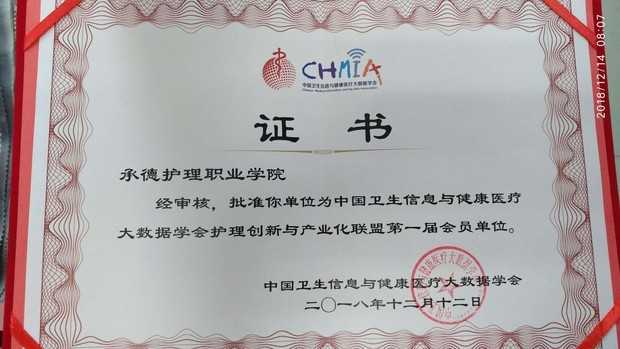 CHMIA
中国卫生信息与健康医疗大数据学会
证 书
承德护理职业学院
经审核，批准你单位为中国卫生信息与健康医疗
大数据学会护理创新与产业化联盟第一届会员单位。
中国卫生信息与健康医疗大数据学会
二〇一八年十二月十二日
2018/12/14 08:07